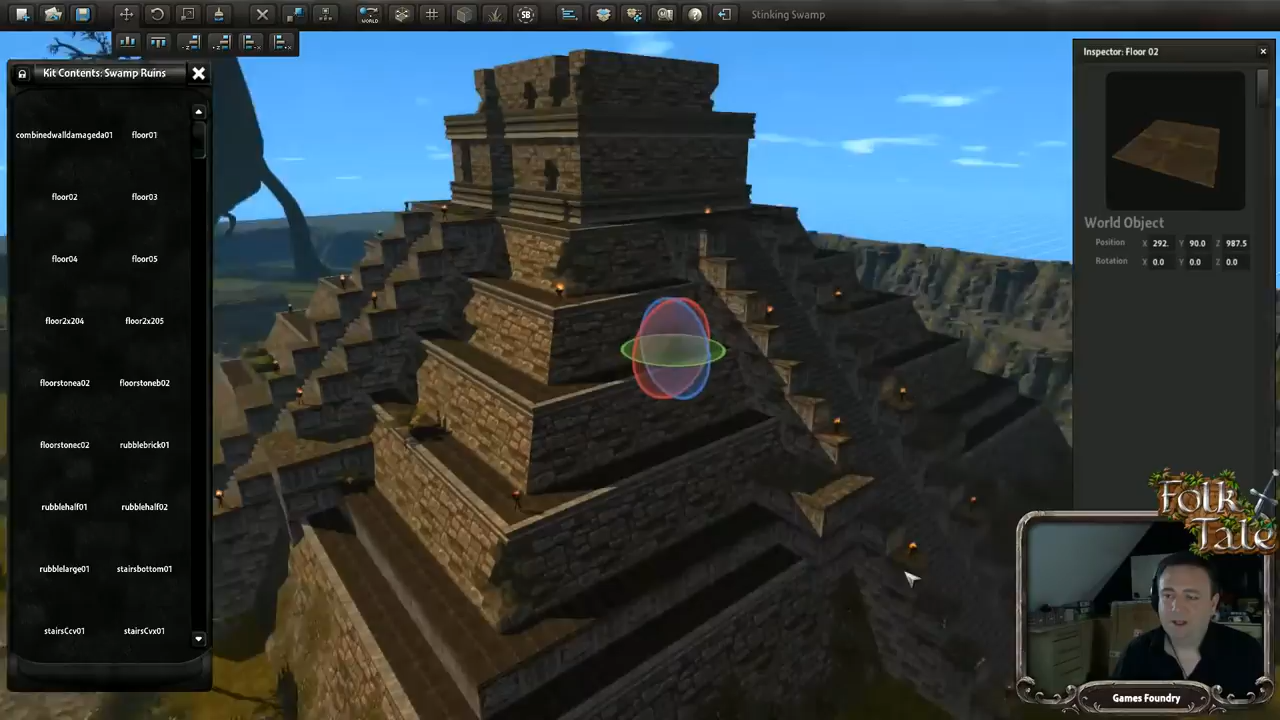 WORLD
SB
Stinking Swamp
Kit Contents: Swamp Ruins
combinedwalldamageda01 floor01
floor02 floor03
floor04 floor05
floor2x204 floor2x205
floorstonea02 floorstoneb02
floorstonec02 rubblebrick01
rubblehalf01 rubblehalf02
rubblelarge01 stairsbottom01
stairsCcv01 stairsCvx01
Inspector: Floor 02
World Object
Position X 292. Y 90.0 Z 987.5
Rotation X 0.0 Y 0.0 Z 0.0
Folk
Tale
Games Foundry